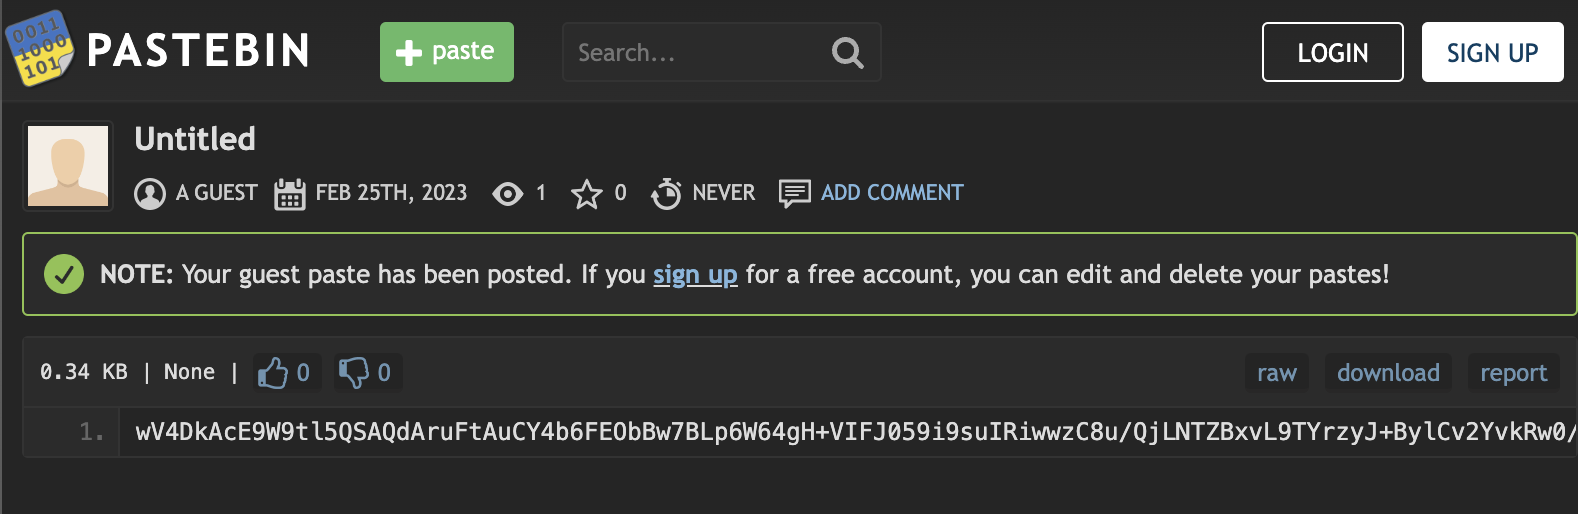 0011
1000
101
PASTEBIN
paste
Search...
LOGIN
SIGN UP
Untitled
A GUEST FEB 25TH, 2023 1 0 NEVER ADD COMMENT
NOTE: Your guest paste has been posted. If you sign up for a free account, you can edit and delete your pastes!
0.34 KB | None | 0 0
raw download report
1. wV4DkAcE9W9tl5QSAQdAruFtAuCY4b6FEObBw7BLp6W64gH+VIFJ059i9suIRiwwzC8u/QjLNTZBxvL9TYrzyJ+BylCv2YvkRw0/